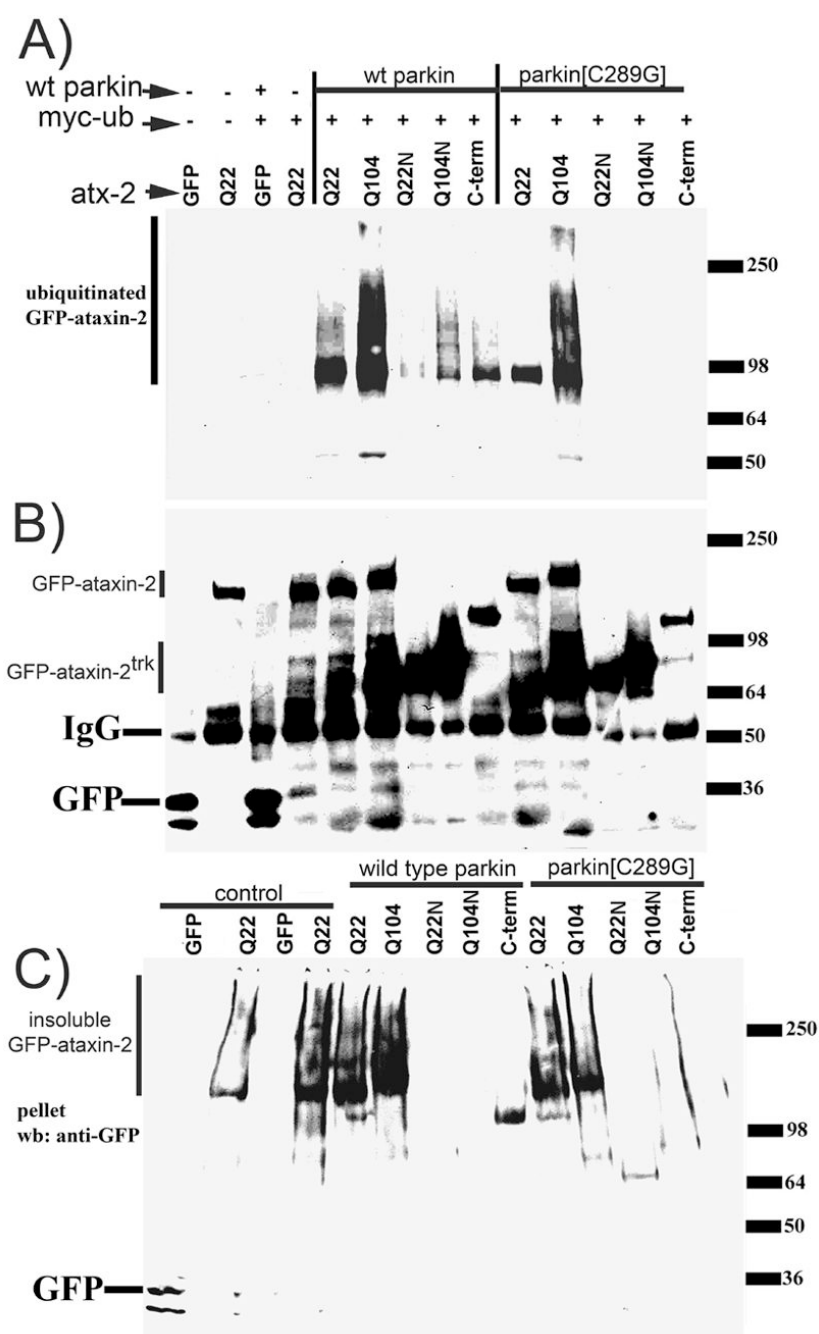 A)
wt parkin - - + - wt parkin parkin[C289G]
myc-ub - - + + + + + + + + + + + +
atx-2 GFP Q22 GFP Q22 Q22 Q104 Q22N Q104N C-term Q22 Q104 Q22N Q104N C-term
ubiquitinated
GFP-ataxin-2
250
98
64
50
B)
250
GFP-ataxin-2
98
GFP-ataxin-2trk
64
IgG 50
GFP 36
control wild type parkin parkin[C289G]
GFP Q22 GFP Q22 Q22 Q104 Q22N Q104N C-term Q22 Q104 Q22N Q104N C-term
C)
insoluble
GFP-ataxin-2
250
pellet
wb: anti-GFP
98
64
50
GFP 36